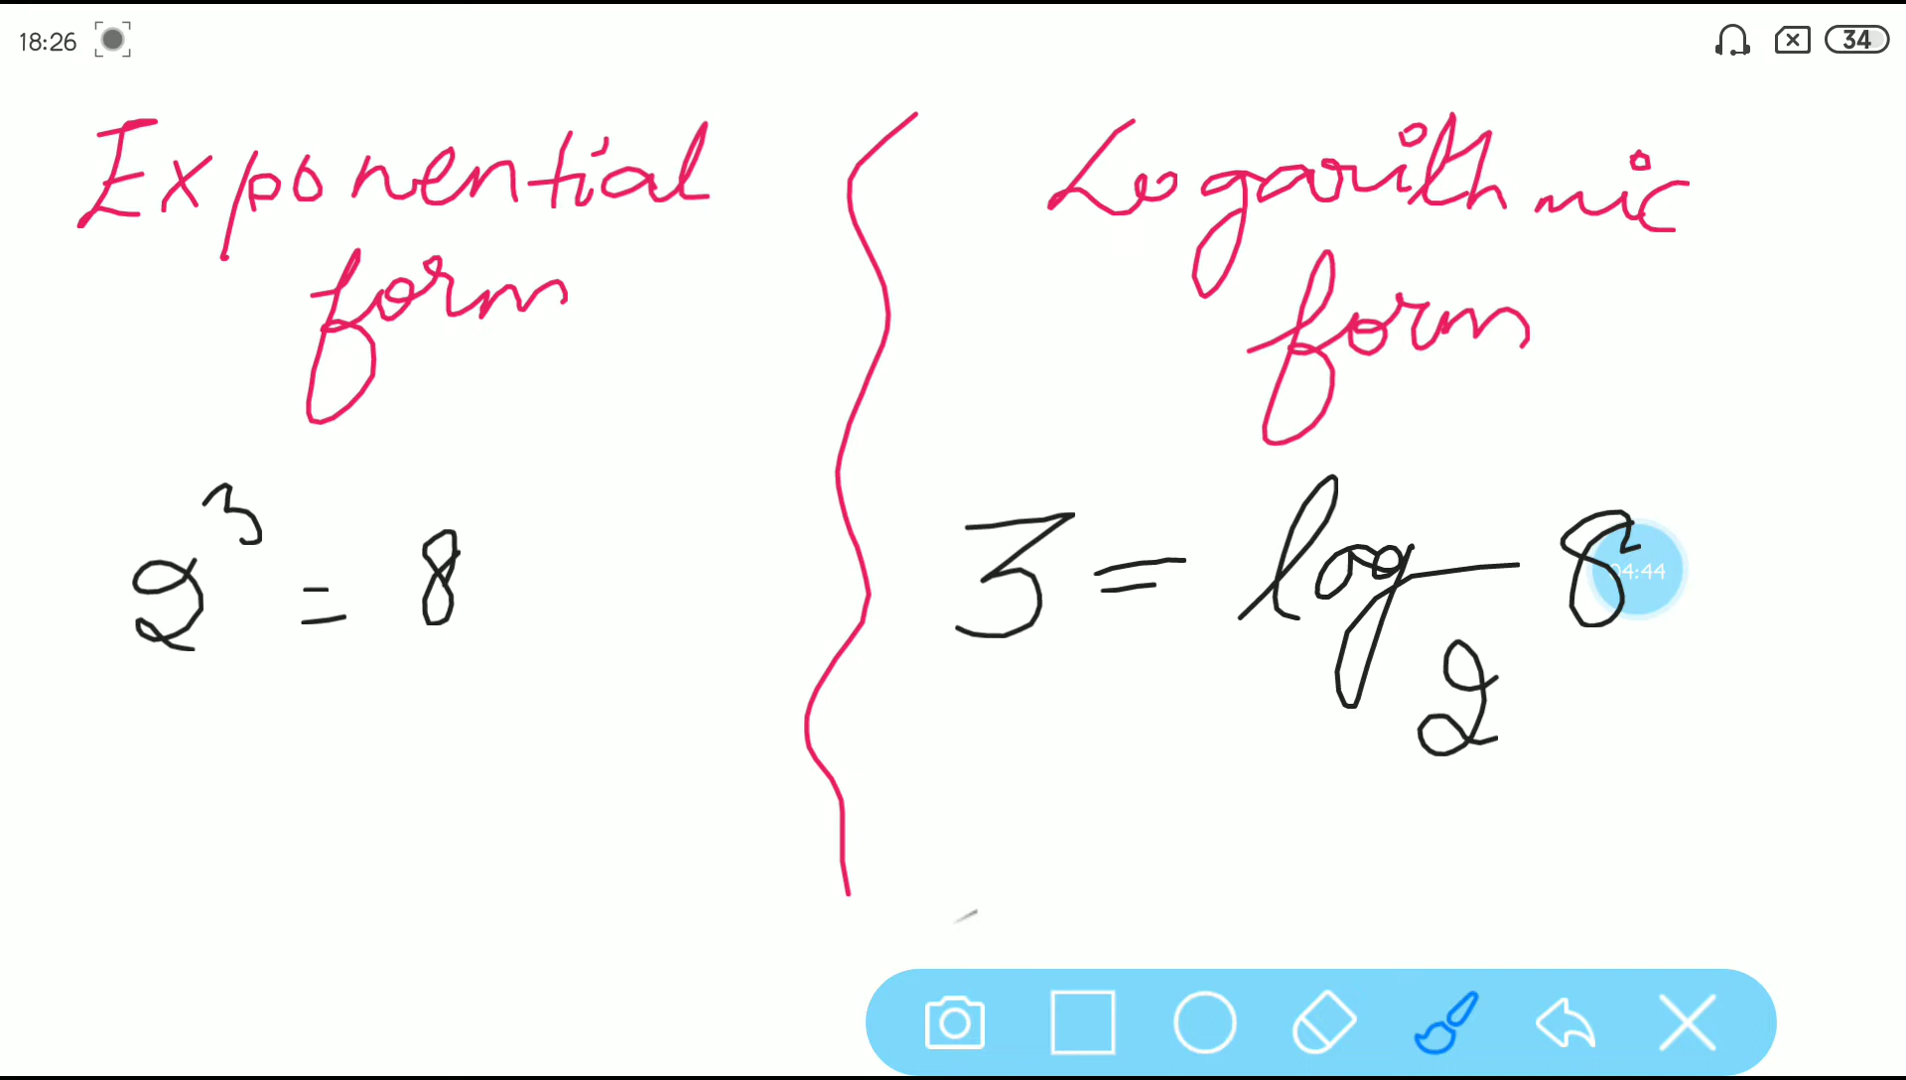 18:26
34
Exponential
form
Logarithmic
form
2³ = 8
3 = log₂ 8
04:44